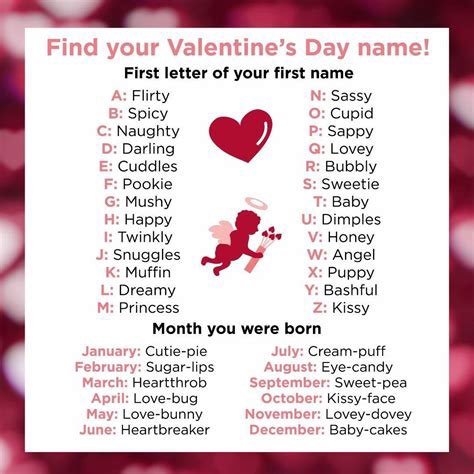 Find your Valentine's Day name!
First letter of your first name
A: Flirty
B: Spicy
C: Naughty
D: Darling
E: Cuddles
F: Pookie
G: Mushy
H: Happy
I: Twinkly
J: Snuggles
K: Muffin
L: Dreamy
M: Princess
N: Sassy
O: Cupid
P: Sappy
Q: Lovey
R: Bubbly
S: Sweetie
T: Baby
U: Dimples
V: Honey
W: Angel
X: Puppy
Y: Bashful
Z: Kissy
Month you were born
January: Cutie-pie
February: Sugar-lips
March: Heartthrob
April: Love-bug
May: Love-bunny
June: Heartbreaker
July: Cream-puff
August: Eye-candy
September: Sweet-pea
October: Kissy-face
November: Lovey-dovey
December: Baby-cakes